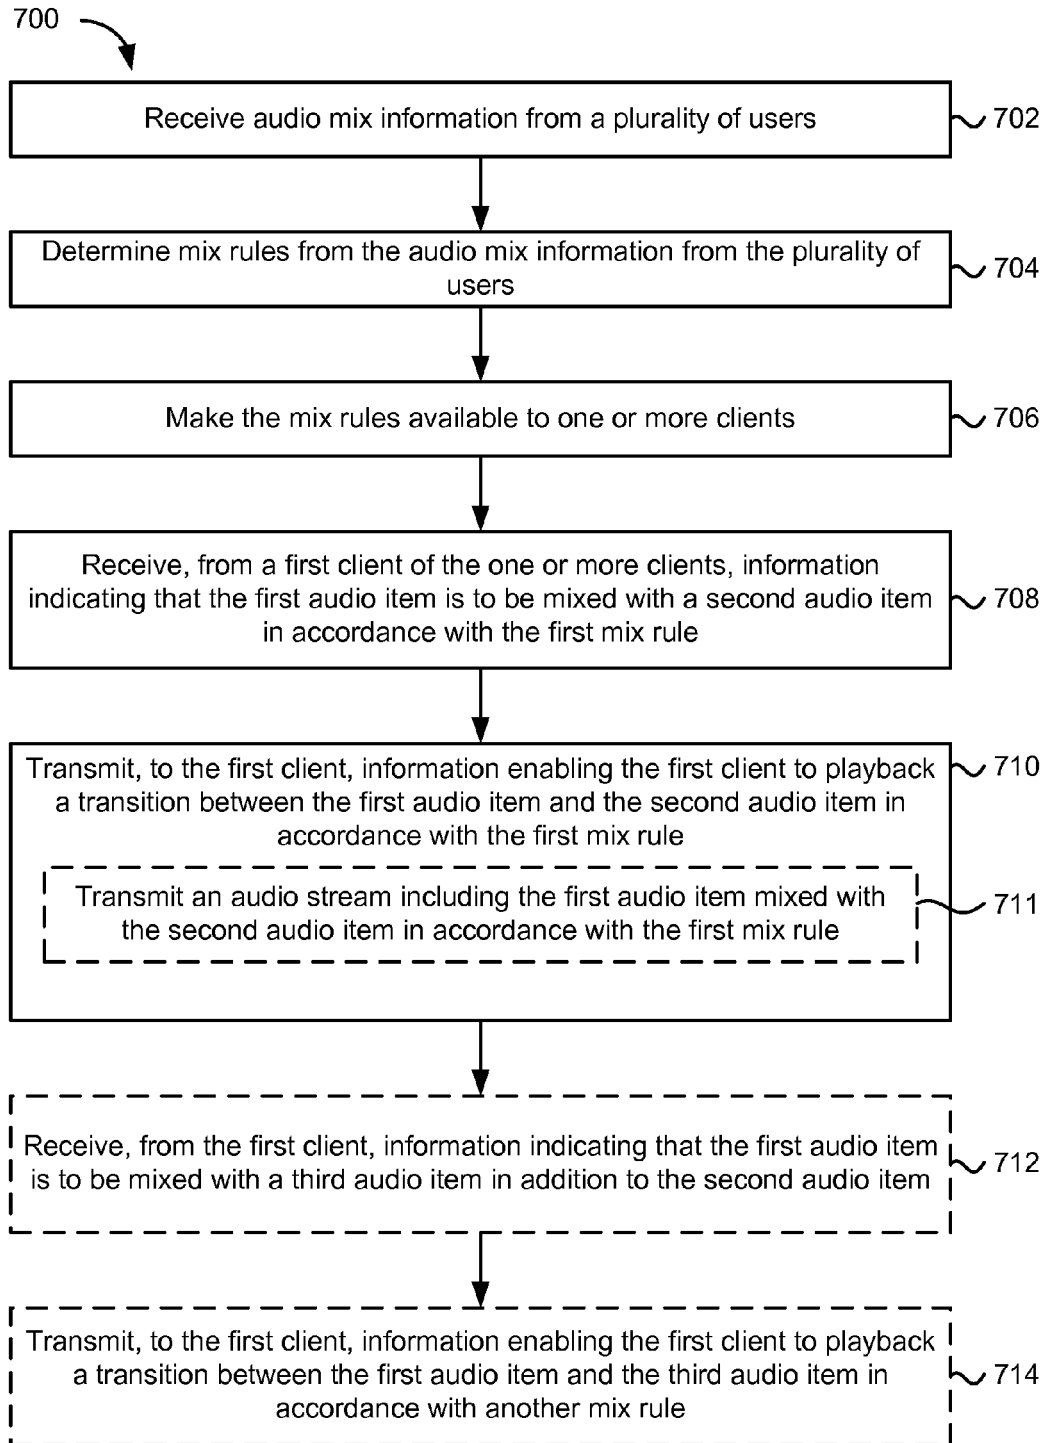 700
Receive audio mix information from a plurality of users
702
Determine mix rules from the audio mix information from the plurality of
users
704
Make the mix rules available to one or more clients
706
Receive, from a first client of the one or more clients, information
indicating that the first audio item is to be mixed with a second audio item
in accordance with the first mix rule
708
Transmit, to the first client, information enabling the first client to playback
a transition between the first audio item and the second audio item in
accordance with the first mix rule
710
Transmit an audio stream including the first audio item mixed with
the second audio item in accordance with the first mix rule
711
Receive, from the first client, information indicating that the first audio item
is to be mixed with a third audio item in addition to the second audio item
712
Transmit, to the first client, information enabling the first client to playback
a transition between the first audio item and the third audio item in
accordance with another mix rule
714